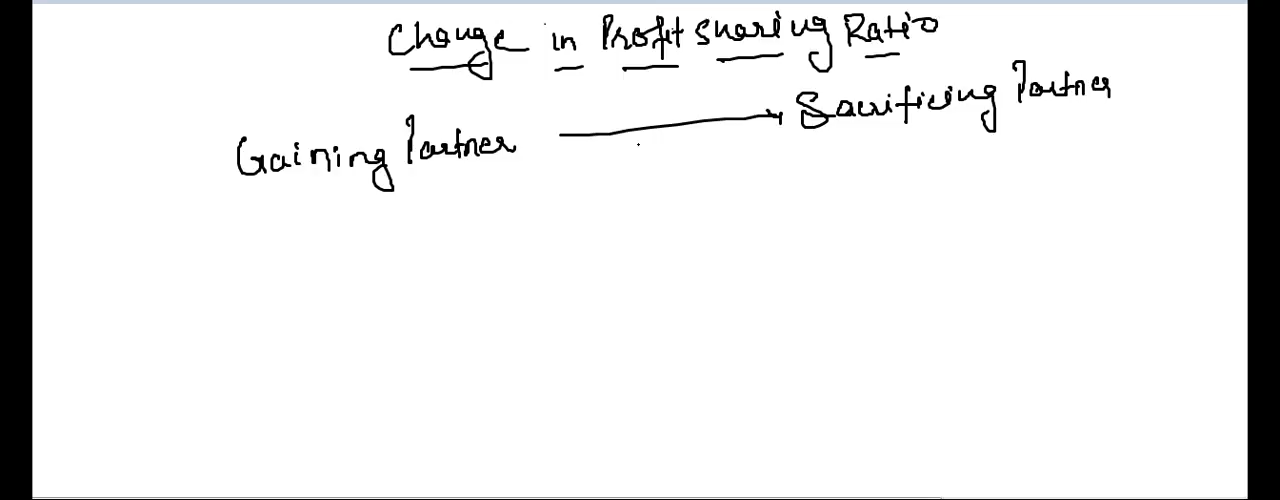 Change in Profit sharing Ratio
Gaining Partner → Sacrificing Partner